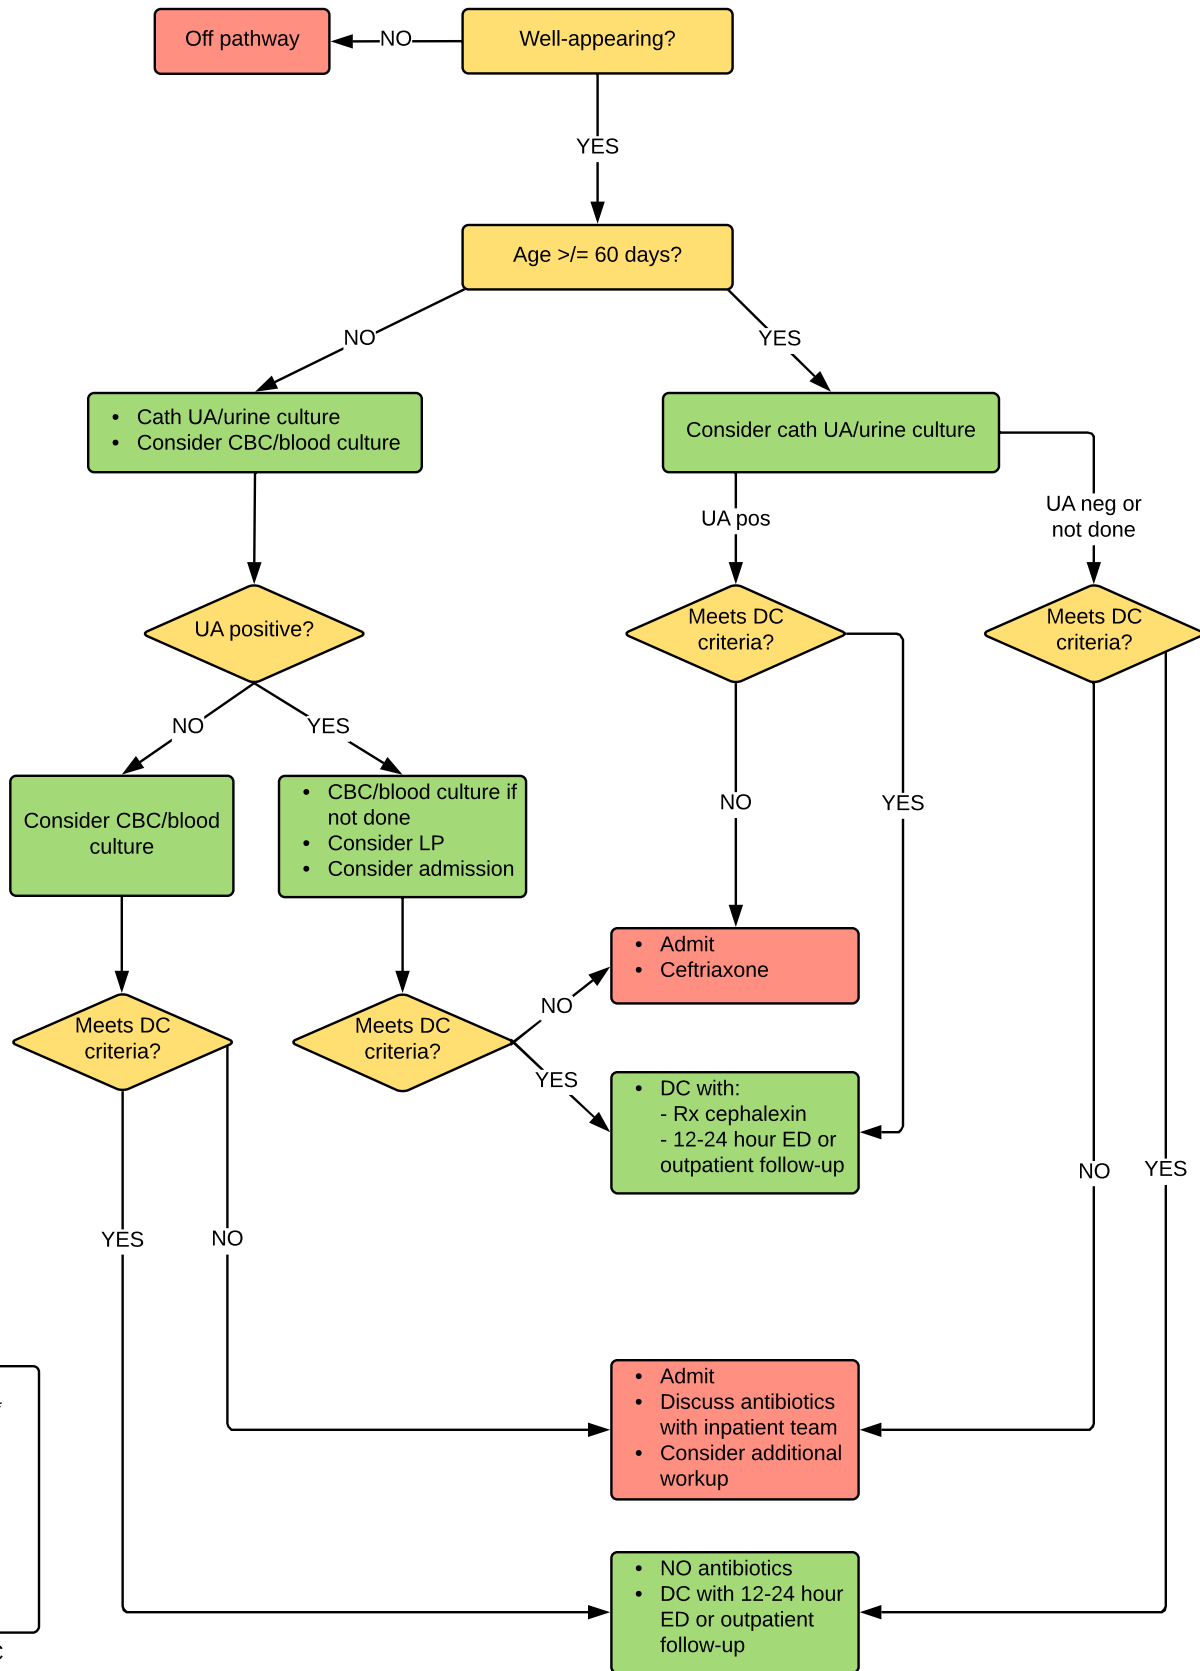 Off pathway
NO
Well-appearing?
YES
Age >/= 60 days?
NO
YES
• Cath UA/urine culture
• Consider CBC/blood culture
Consider cath UA/urine culture
UA pos
UA neg or
not done
UA positive?
Meets DC
criteria?
Meets DC
criteria?
NO
YES
Consider CBC/blood
culture
• CBC/blood culture if
not done
• Consider LP
• Consider admission
NO
YES
• Admit
• Ceftriaxone
Meets DC
criteria?
Meets DC
criteria?
NO
YES
• DC with:
- Rx cephalexin
- 12-24 hour ED or
outpatient follow-up
NO
YES
YES
NO
• Admit
• Discuss antibiotics
with inpatient team
• Consider additional
workup
• NO antibiotics
• DC with 12-24 hour
ED or outpatient
follow-up